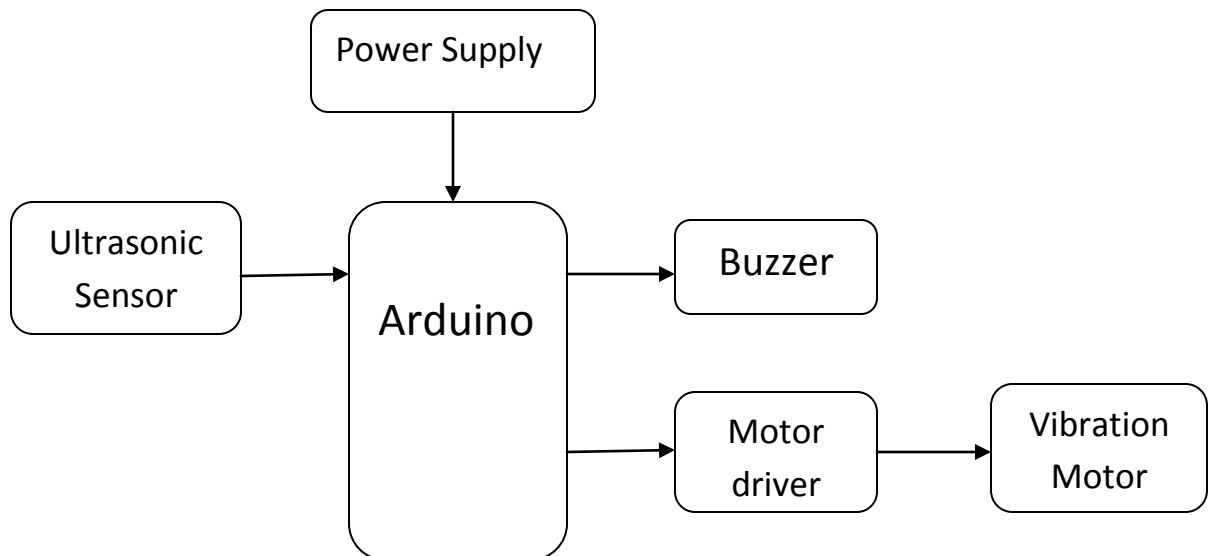 Power Supply
Ultrasonic
Sensor
Arduino
Buzzer
Motor
driver
Vibration
Motor